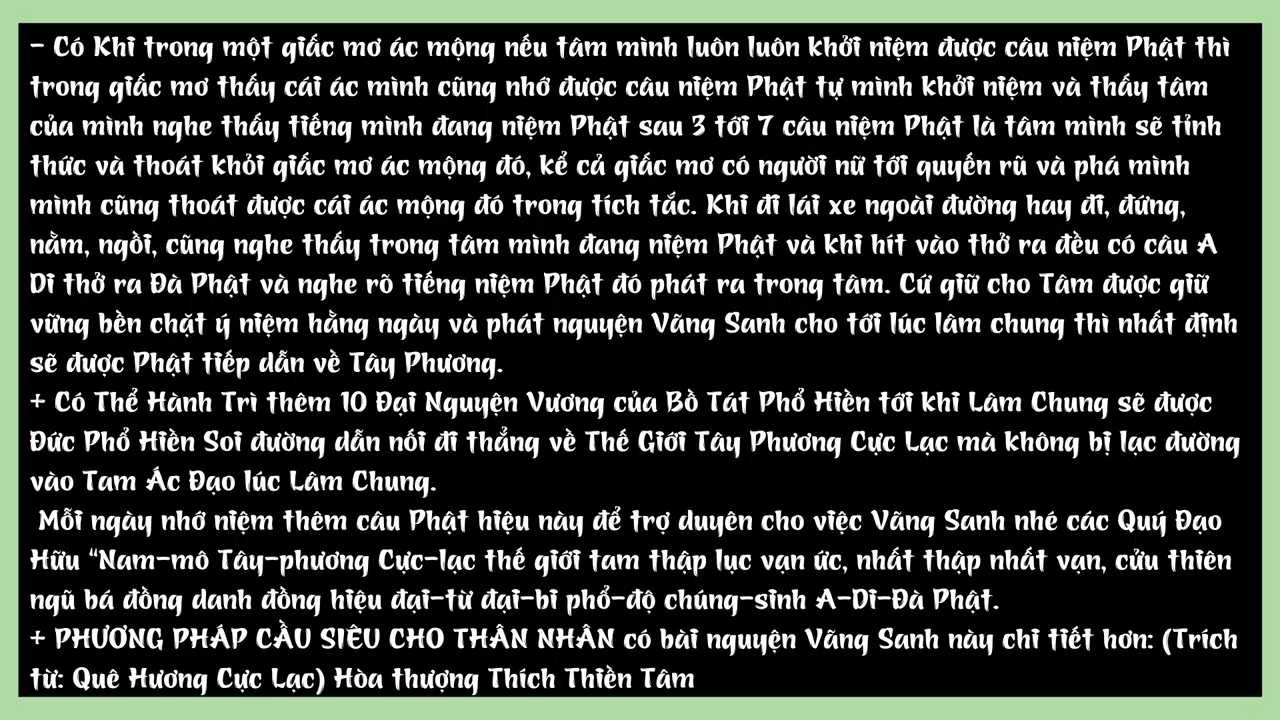 - Có Khi trong một giấc mơ ác mộng nếu tâm mình luôn luôn khởi niệm được câu niệm Phật thì
trong giấc mơ thấy cái ác mình cũng nhớ được câu niệm Phật tự mình khởi niệm và thấy tâm
của mình nghe thấy tiếng mình đang niệm Phật sau 3 tới 7 câu niệm Phật là tâm mình sẽ tỉnh
thức và thoát khỏi giấc mơ ác mộng đó, kể cả giấc mơ có người nữ tới quyến rũ và phá mình
mình cũng thoát được cái ác mộng đó trong tích tắc. Khi đi lái xe ngoài đường hay đi, đứng,
nằm, ngồi, cũng nghe thấy trong tâm mình đang niệm Phật và khi hít vào thở ra đều có câu A
Di thở ra Đà Phật và nghe rõ tiếng niệm Phật đó phát ra trong tâm. Cứ giữ cho Tâm được giữ
vững bền chặt ý niệm hằng ngày và phát nguyện Vãng Sanh cho tới lúc lâm chung thì nhất định
sẽ được Phật tiếp dẫn về Tây Phương.
+ Có Thể Hành Trì thêm 10 Đại Nguyện Vương của Bồ Tát Phổ Hiền tới khi Lâm Chung sẽ được
Đức Phổ Hiền Soi đường dẫn nối đi thẳng về Thế Giới Tây Phương Cực Lạc mà không bị lạc đường
vào Tam Ác Đạo lúc Lâm Chung.
Mỗi ngày nhớ niệm thêm câu Phật hiệu này để trợ duyên cho việc Vãng Sanh nhé các Quý Đạo
Hữu "Nam-mô Tây-phương Cực-lạc thế giới tam thập lục vạn ức, nhất thập nhất vạn, cửu thiên
ngũ bá đồng danh đồng hiệu đại-từ đại-bi phổ-độ chúng-sinh A-Di-Đà Phật.
+ PHƯƠNG PHÁP CẦU SIÊU CHO THÂN NHÂN có bài nguyện Vãng Sanh này chi tiết hơn: (Trích
từ: Quê Hương Cực Lạc) Hòa thượng Thích Thiền Tâm